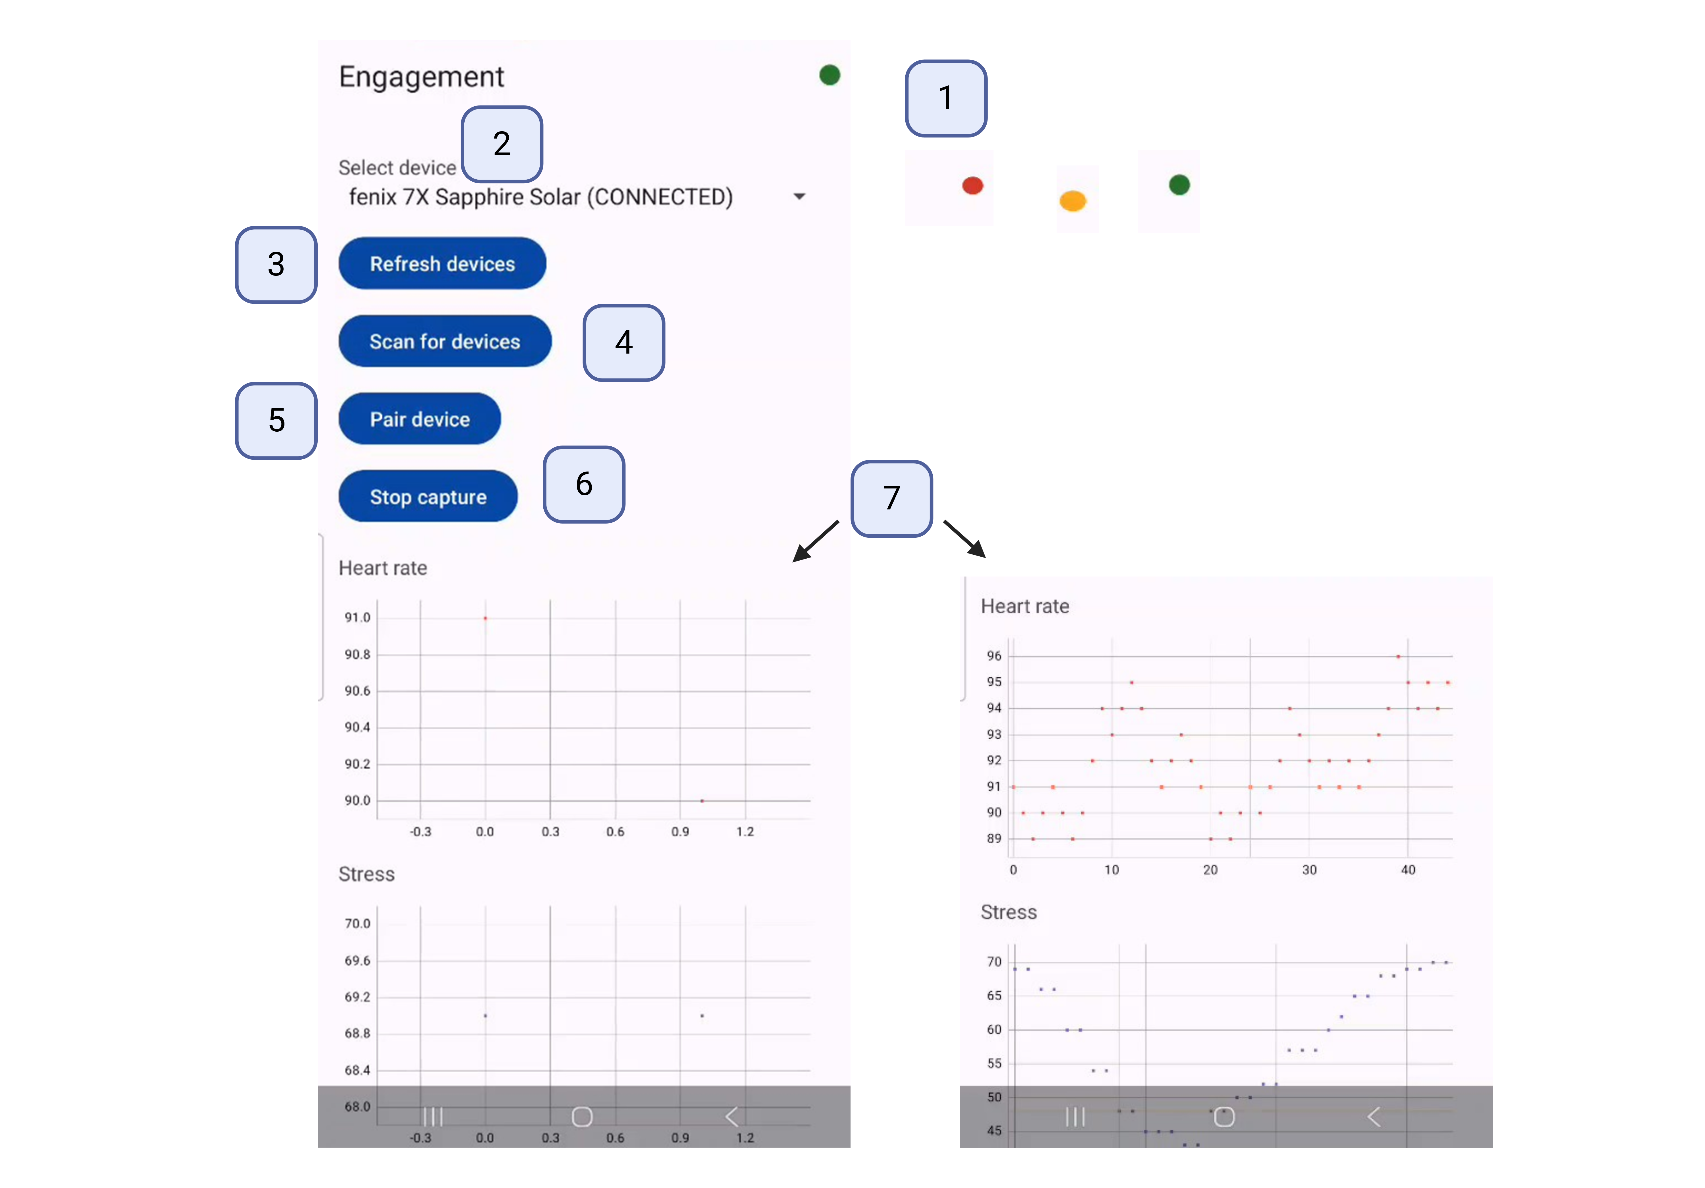 Engagement
1
2
Select device
fenix 7X Sapphire Solar (CONNECTED)
3
Refresh devices
Scan for devices
4
5
Pair device
6
Stop capture
7
Heart rate
91.0
90.8
90.6
90.4
90.2
90.0
-0.3 0.0 0.3 0.6 0.9 1.2
Stress
70.0
69.6
69.2
68.8
68.4
68.0
-0.3 0.0 0.3 0.6 0.9 1.2
Heart rate
96
95
94
93
92
91
90
89
0 10 20 30 40
Stress
70
65
60
55
50
45